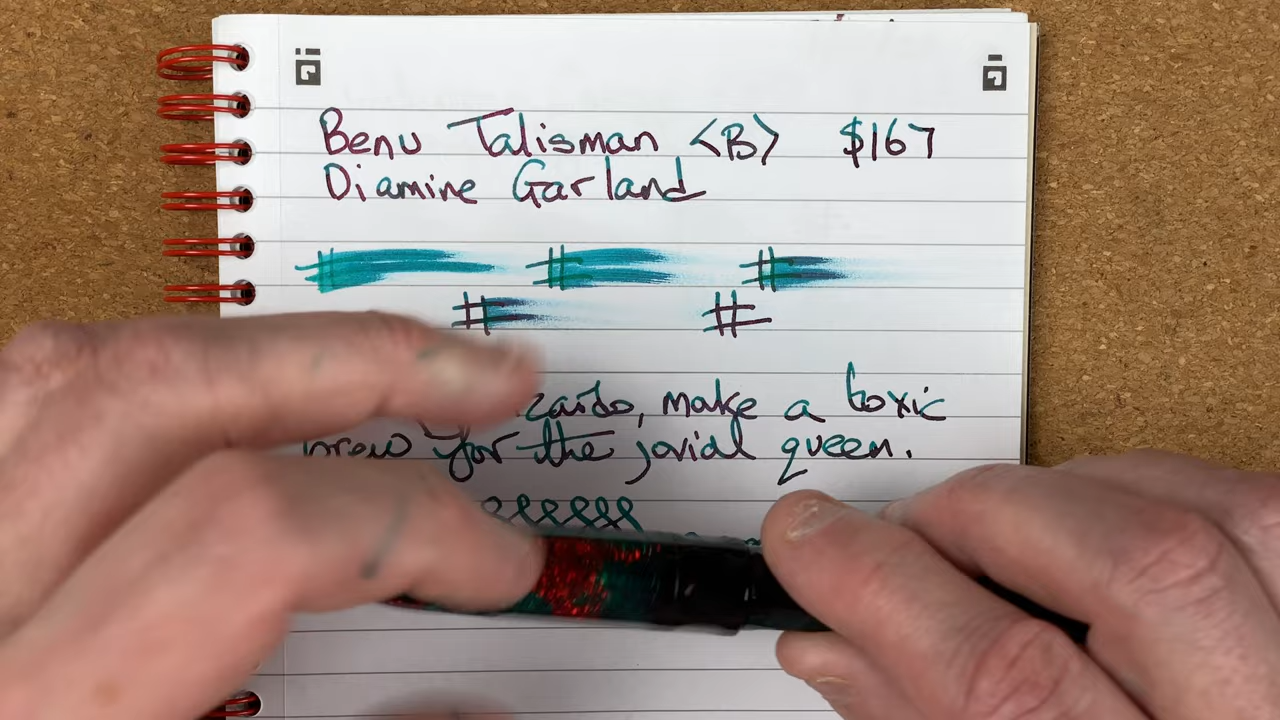 Benu Talisman <B> $167
Diamine Garland
make a toxic
brew for the jovial queen.